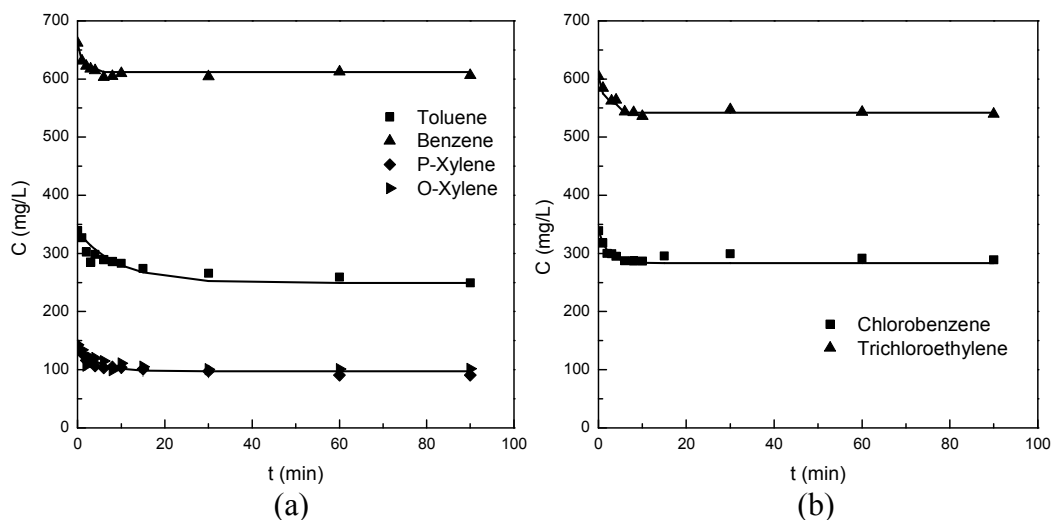 700
600
500
400
300
200
100
0
C (mg/L)
Toluene
Benzene
P-Xylene
O-Xylene
0 20 40 60 80 100
t (min)
(a)
700
600
500
400
300
200
100
0
C (mg/L)
Chlorobenzene
Trichloroethylene
0 20 40 60 80 100
t (min)
(b)